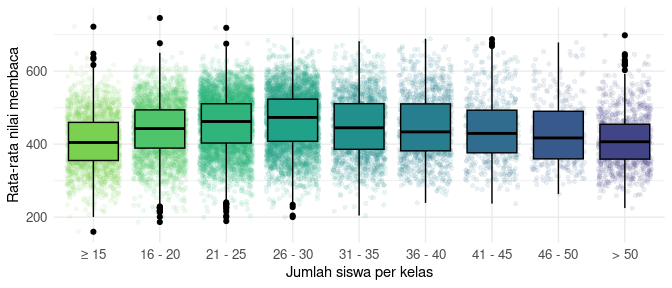 Rata-rata nilai membaca
600
400
200
≥ 15 16 - 20 21 - 25 26 - 30 31 - 35 36 - 40 41 - 45 46 - 50 > 50
Jumlah siswa per kelas